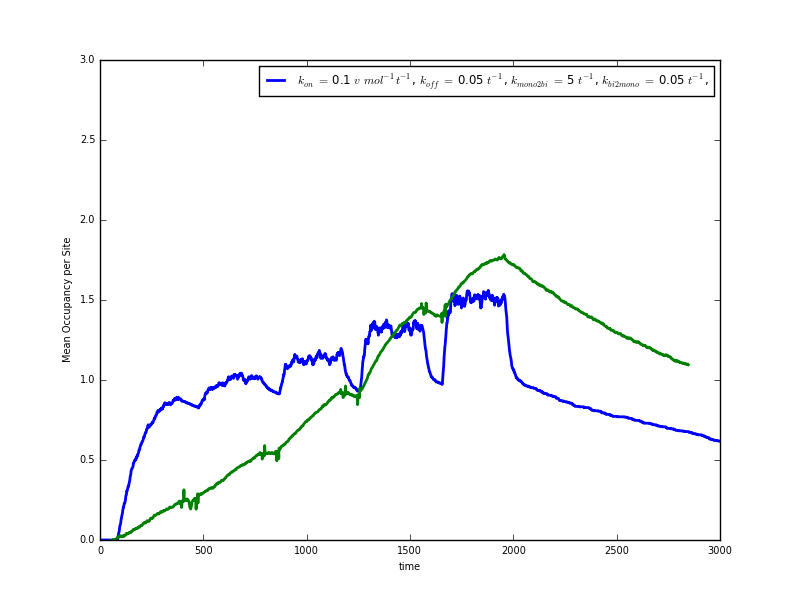 3.0
k_on = 0.1 v mol⁻¹t⁻¹, k_off = 0.05 t⁻¹, k_mono2bi = 5 t⁻¹, k_bi2mono = 0.05 t⁻¹,
2.5
2.0
Mean Occupancy per Site
1.5
1.0
0.5
0.0
0 500 1000 1500 2000 2500 3000
time